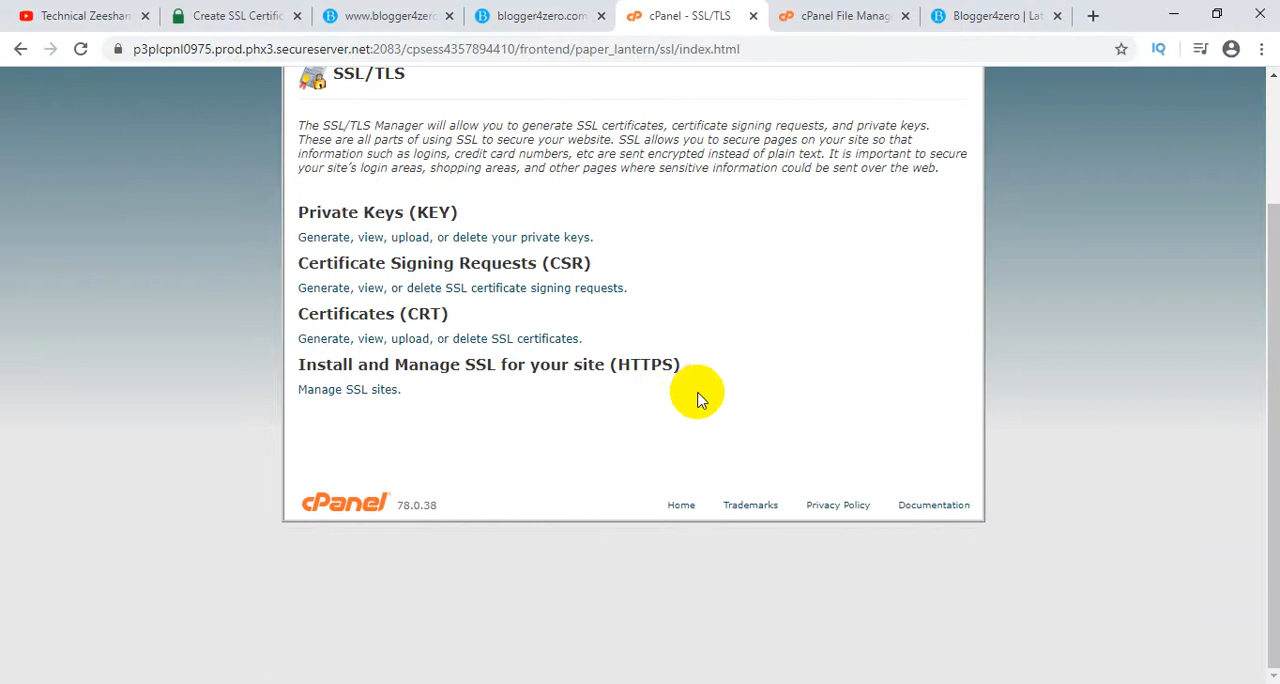 Technical Zeeshan
Create SSL Certific
www.blogger4zero
blogger4zero.com
cPanel - SSL/TLS
cPanel File Manag
Blogger4zero | Lat
p3plcpnl0975.prod.phx3.secureserver.net:2083/cpsess4357894410/frontend/paper_lantern/ssl/index.html
IQ
SSL/TLS
The SSL/TLS Manager will allow you to generate SSL certificates, certificate signing requests, and private keys.
These are all parts of using SSL to secure your website. SSL allows you to secure pages on your site so that
information such as logins, credit card numbers, etc are sent encrypted instead of plain text. It is important to secure
your site's login areas, shopping areas, and other pages where sensitive information could be sent over the web.
Private Keys (KEY)
Generate, view, upload, or delete your private keys.
Certificate Signing Requests (CSR)
Generate, view, or delete SSL certificate signing requests.
Certificates (CRT)
Generate, view, upload, or delete SSL certificates.
Install and Manage SSL for your site (HTTPS)
Manage SSL sites.
cPanel 78.0.38
Home Trademarks Privacy Policy Documentation